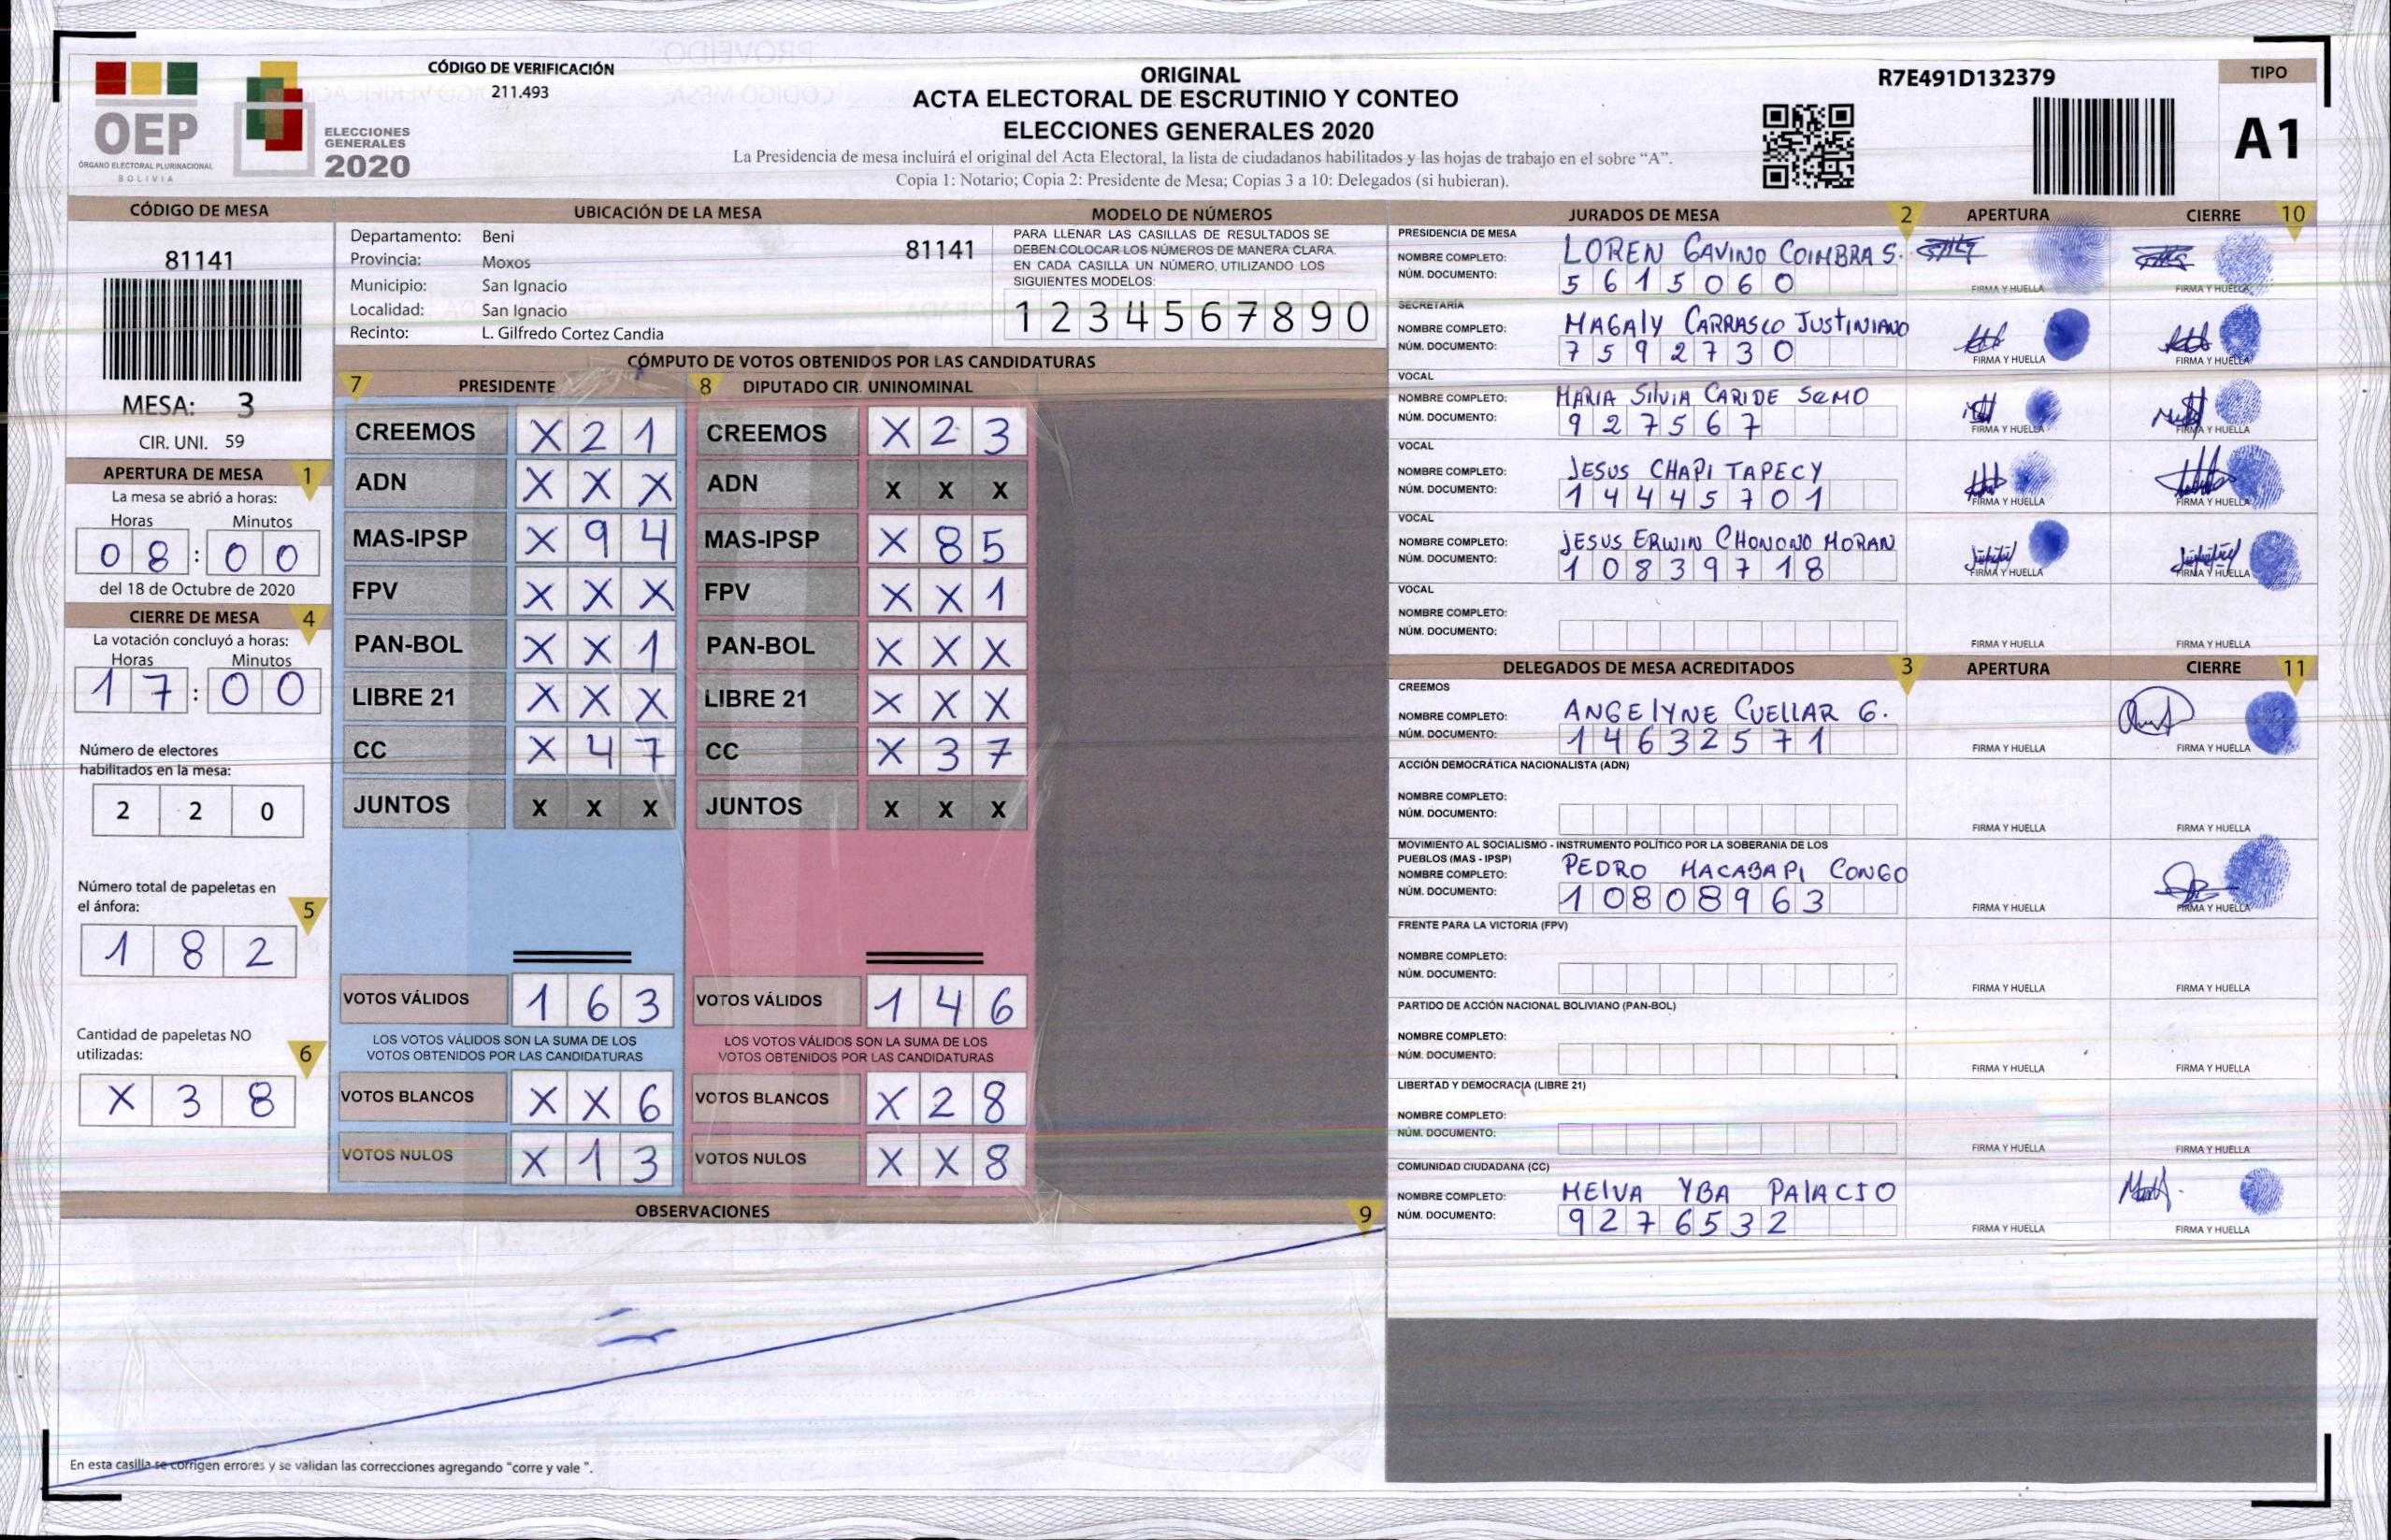 CÓDIGO DE VERIFICACIÓN
211.493
OEP
ÓRGANO ELECTORAL PLURINACIONAL
BOLIVIA
ELECCIONES
GENERALES
2020
ORIGINAL
ACTA ELECTORAL DE ESCRUTINIO Y CONTEO
ELECCIONES GENERALES 2020
La Presidencia de mesa incluirá el original del Acta Electoral, la lista de ciudadanos habilitados y las hojas de trabajo en el sobre “A”.
Copia 1: Notario; Copia 2: Presidente de Mesa; Copias 3 a 10: Delegados (si hubieran).
R7E491D132379
TIPO
A1
CÓDIGO DE MESA
81141
MESA: 3
CIR. UNI. 59
APERTURA DE MESA 1
La mesa se abrió a horas:
Horas Minutos
0 8 : 0 0
del 18 de Octubre de 2020
CIERRE DE MESA 4
La votación concluyó a horas:
Horas Minutos
1 7 : 0 0
Número de electores
habilitados en la mesa:
2 2 0
Número total de papeletas en
el ánfora: 5
1 8 2
Cantidad de papeletas NO
utilizadas: 6
X 3 8
UBICACIÓN DE LA MESA
Departamento: Beni
Provincia: Moxos
Municipio: San Ignacio
Localidad: San Ignacio
Recinto: L. Gilfredo Cortez Candia
81141
MODELO DE NÚMEROS
PARA LLENAR LAS CASILLAS DE RESULTADOS SE
DEBEN COLOCAR LOS NÚMEROS DE MANERA CLARA.
EN CADA CASILLA UN NÚMERO, UTILIZANDO LOS
SIGUIENTES MODELOS:
1 2 3 4 5 6 7 8 9 0
CÓMPUTO DE VOTOS OBTENIDOS POR LAS CANDIDATURAS
7 PRESIDENTE 8 DIPUTADO CIR. UNINOMINAL
CREEMOS X 2 1 CREEMOS X 2 3
ADN X X X ADN X X X
MAS-IPSP X 9 4 MAS-IPSP X 8 5
FPV X X X FPV X X 1
PAN-BOL X X 1 PAN-BOL X X X
LIBRE 21 X X X LIBRE 21 X X X
CC X 4 7 CC X 3 7
JUNTOS X X X JUNTOS X X X
VOTOS VÁLIDOS 1 6 3 VOTOS VÁLIDOS 1 4 6
LOS VOTOS VÁLIDOS SON LA SUMA DE LOS LOS VOTOS VÁLIDOS SON LA SUMA DE LOS
VOTOS OBTENIDOS POR LAS CANDIDATURAS VOTOS OBTENIDOS POR LAS CANDIDATURAS
VOTOS BLANCOS X X 6 VOTOS BLANCOS X 2 8
VOTOS NULOS X 1 3 VOTOS NULOS X X 8
OBSERVACIONES 9
En esta casilla se corrigen errores y se validan las correcciones agregando “corre y vale ”.
JURADOS DE MESA 2 APERTURA CIERRE 10
PRESIDENCIA DE MESA
NOMBRE COMPLETO: LOREN GAVINO COIMBRA S.
NÚM. DOCUMENTO: 5 6 1 5 0 6 0
FIRMA Y HUELLA FIRMA Y HUELLA
SECRETARÍA
NOMBRE COMPLETO: MAGALY CARRASCO JUSTINIANO
NÚM. DOCUMENTO: 7 5 9 2 7 3 0
FIRMA Y HUELLA FIRMA Y HUELLA
VOCAL
NOMBRE COMPLETO: MARIA SILVIA CARIDE SEMO
NÚM. DOCUMENTO: 9 2 7 5 6 7
FIRMA Y HUELLA FIRMA Y HUELLA
VOCAL
NOMBRE COMPLETO: JESUS CHAPI TAPECY
NÚM. DOCUMENTO: 1 4 4 4 5 7 0 1
FIRMA Y HUELLA FIRMA Y HUELLA
VOCAL
NOMBRE COMPLETO: JESUS ERWIN CHONONO MORAN
NÚM. DOCUMENTO: 1 0 8 3 9 7 1 8
FIRMA Y HUELLA FIRMA Y HUELLA
VOCAL
NOMBRE COMPLETO:
NÚM. DOCUMENTO:
FIRMA Y HUELLA FIRMA Y HUELLA
DELEGADOS DE MESA ACREDITADOS 3 APERTURA CIERRE 11
CREEMOS
NOMBRE COMPLETO: ANGELYNE CUELLAR G.
NÚM. DOCUMENTO: 1 4 6 3 2 5 7 1
FIRMA Y HUELLA FIRMA Y HUELLA
ACCIÓN DEMOCRÁTICA NACIONALISTA (ADN)
NOMBRE COMPLETO:
NÚM. DOCUMENTO:
FIRMA Y HUELLA FIRMA Y HUELLA
MOVIMIENTO AL SOCIALISMO - INSTRUMENTO POLÍTICO POR LA SOBERANIA DE LOS
PUEBLOS (MAS - IPSP)
NOMBRE COMPLETO: PEDRO MACABAPI CONGO
NÚM. DOCUMENTO: 1 0 8 0 8 9 6 3
FIRMA Y HUELLA FIRMA Y HUELLA
FRENTE PARA LA VICTORIA (FPV)
NOMBRE COMPLETO:
NÚM. DOCUMENTO:
FIRMA Y HUELLA FIRMA Y HUELLA
PARTIDO DE ACCIÓN NACIONAL BOLIVIANO (PAN-BOL)
NOMBRE COMPLETO:
NÚM. DOCUMENTO:
FIRMA Y HUELLA FIRMA Y HUELLA
LIBERTAD Y DEMOCRACIA (LIBRE 21)
NOMBRE COMPLETO:
NÚM. DOCUMENTO:
FIRMA Y HUELLA FIRMA Y HUELLA
COMUNIDAD CIUDADANA (CC)
NOMBRE COMPLETO: MELVA YBA PALACIO
NÚM. DOCUMENTO: 9 2 7 6 5 3 2
FIRMA Y HUELLA FIRMA Y HUELLA